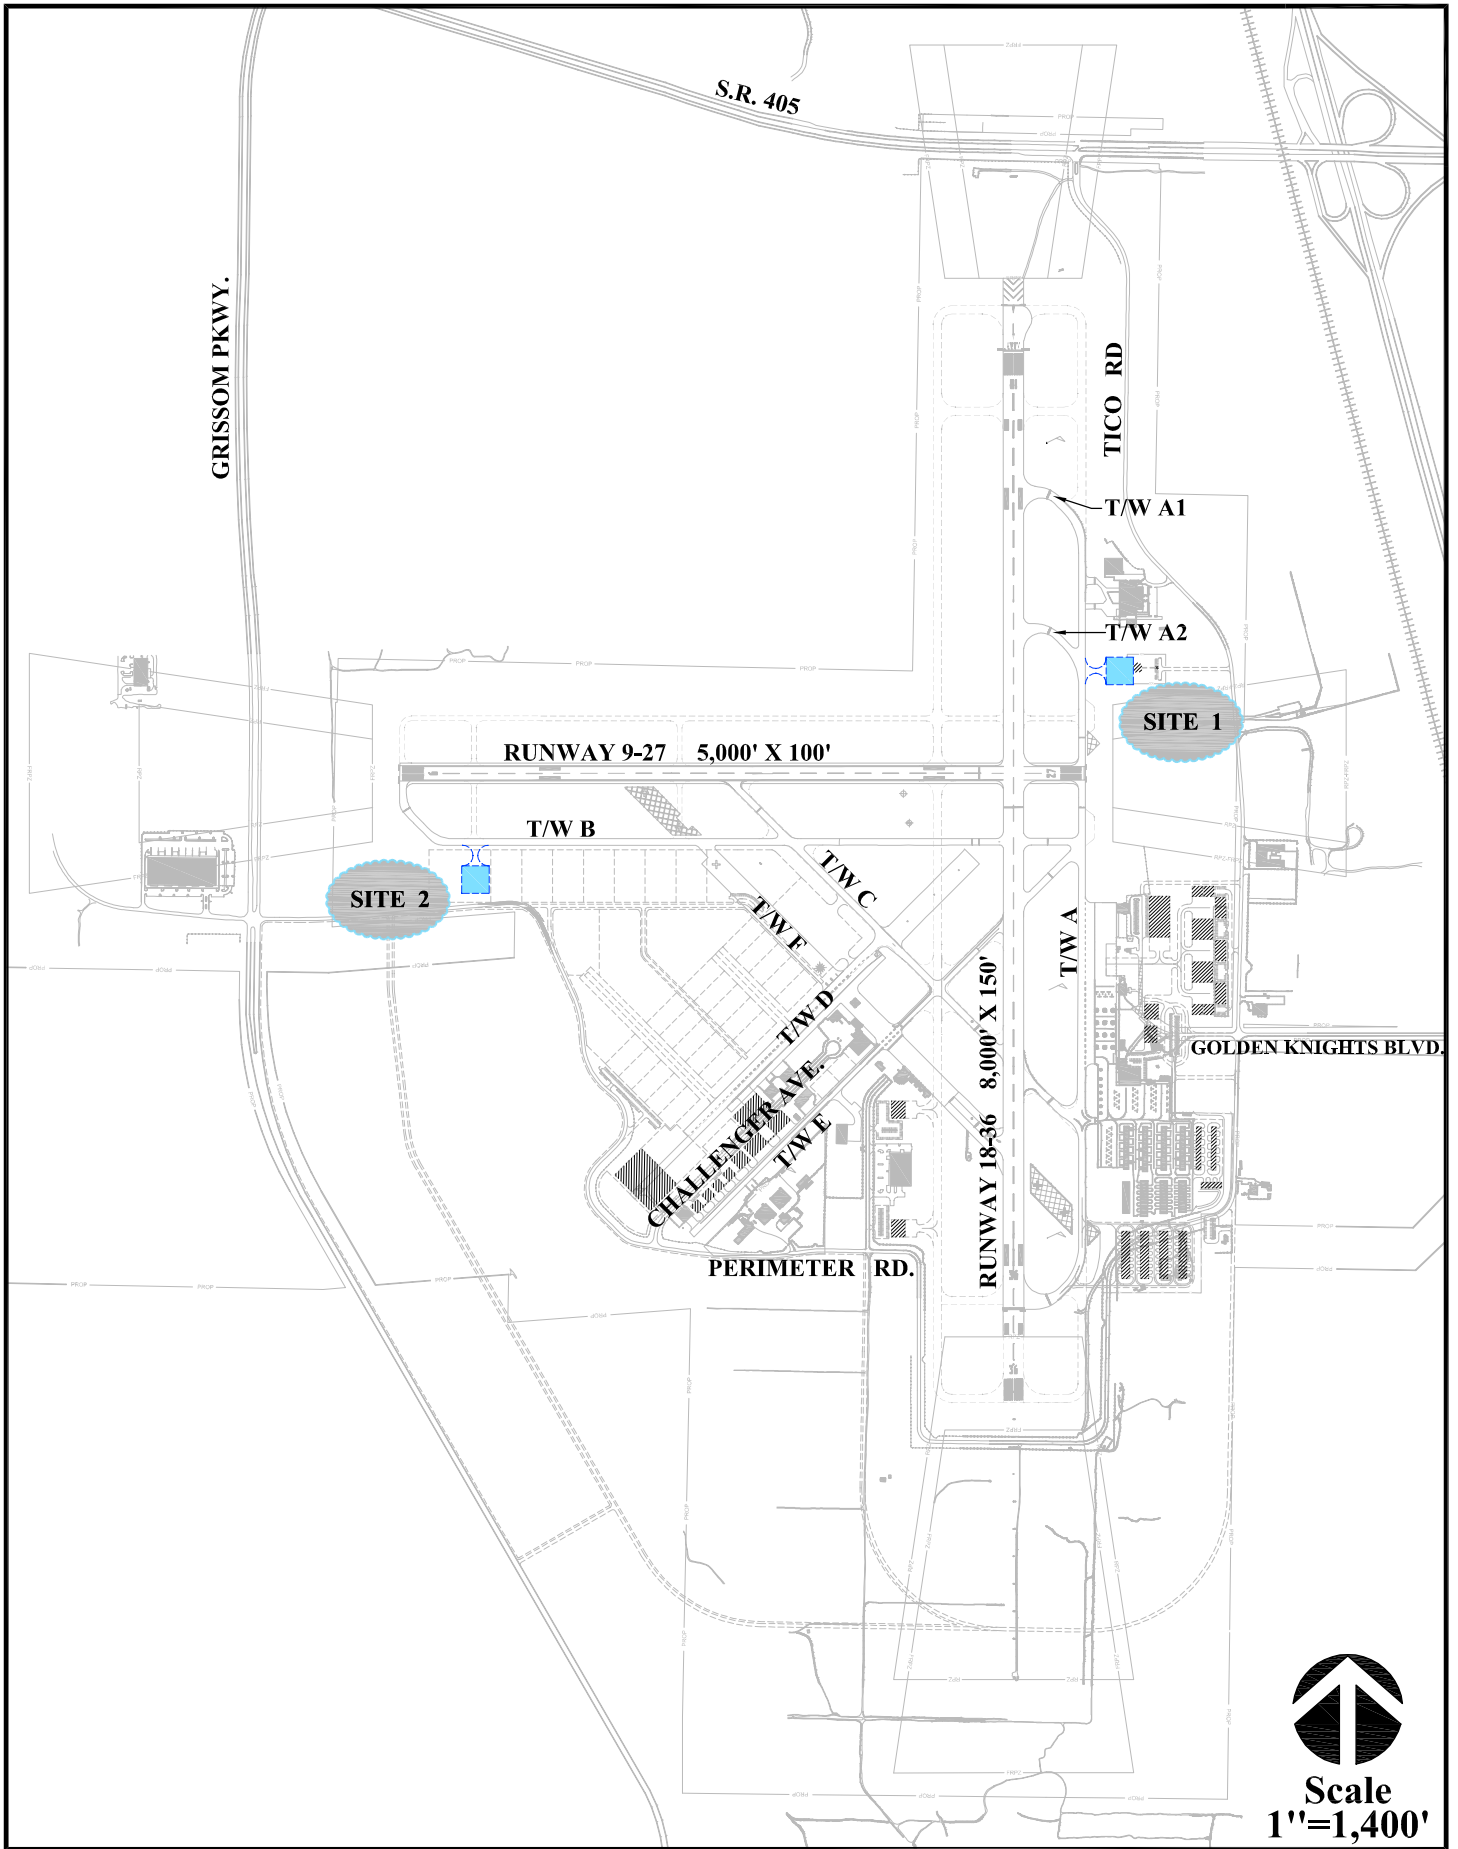 S.R. 405
GRISSOM PKWY.
TICO RD
T/W A1
T/W A2
SITE 1
RUNWAY 9-27 5,000' X 100'
T/W B
SITE 2
T/W C
T/W F
T/W A
T/W D
RUNWAY 18-36 8,000' X 150'
GOLDEN KNIGHTS BLVD.
CHALLENGER AVE.
T/W E
PERIMETER RD.
Scale
1"=1,400'